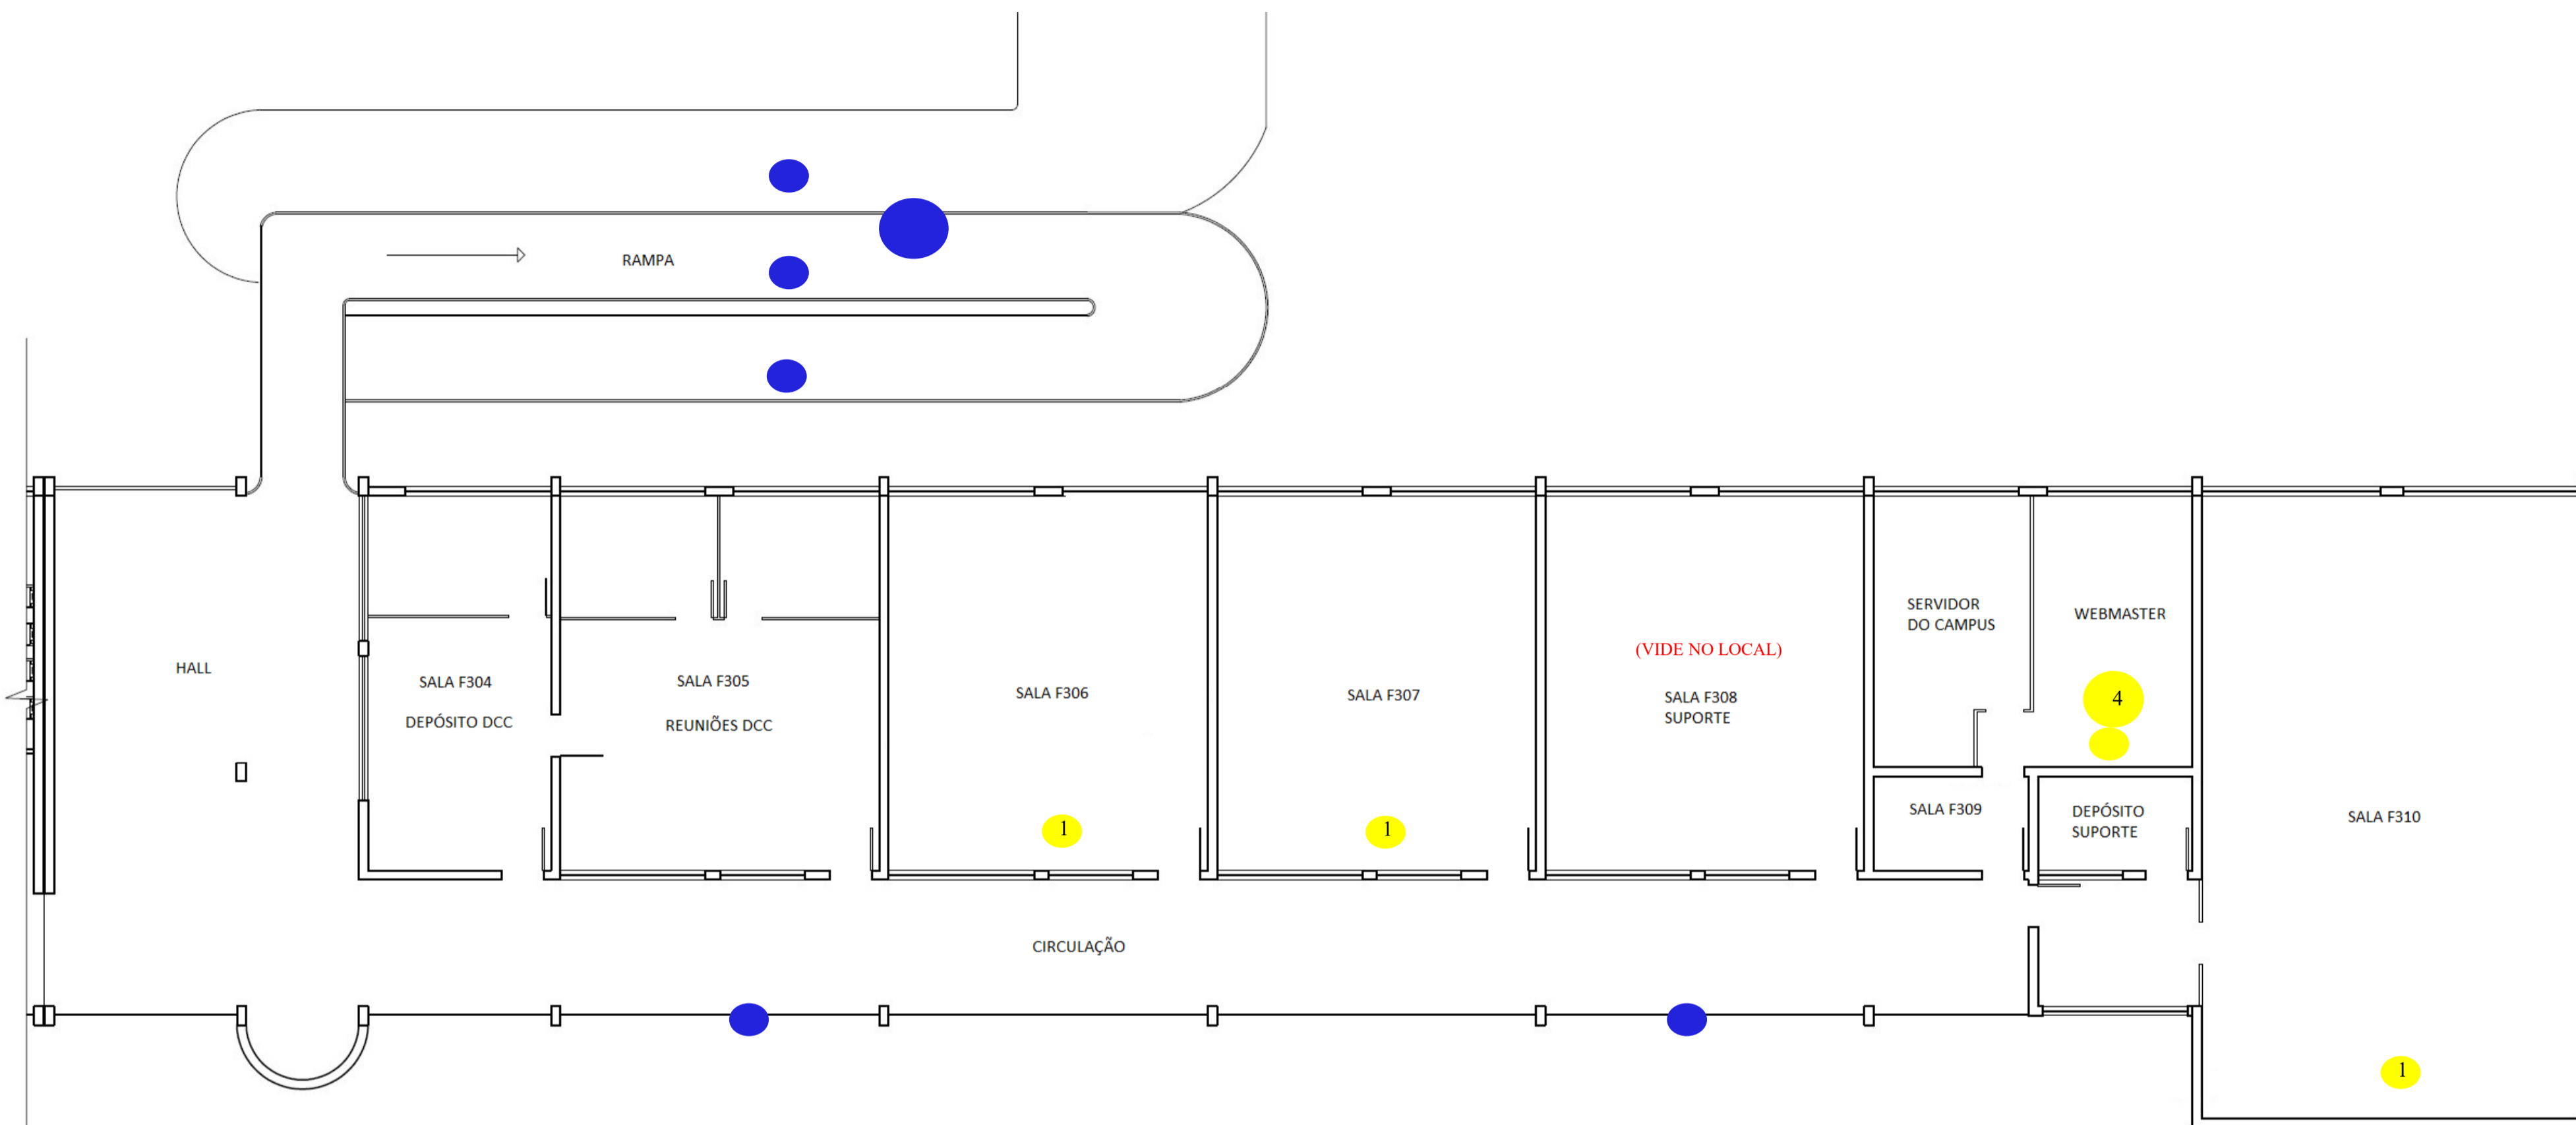 RAMPA
HALL
SALA F304
DEPÓSITO DCC
SALA F305
REUNIÕES DCC
SALA F306
1
SALA F307
1
(VIDE NO LOCAL)
SALA F308
SUPORTE
SERVIDOR
DO CAMPUS
WEBMASTER
4
SALA F309
DEPÓSITO
SUPORTE
SALA F310
CIRCULAÇÃO
1